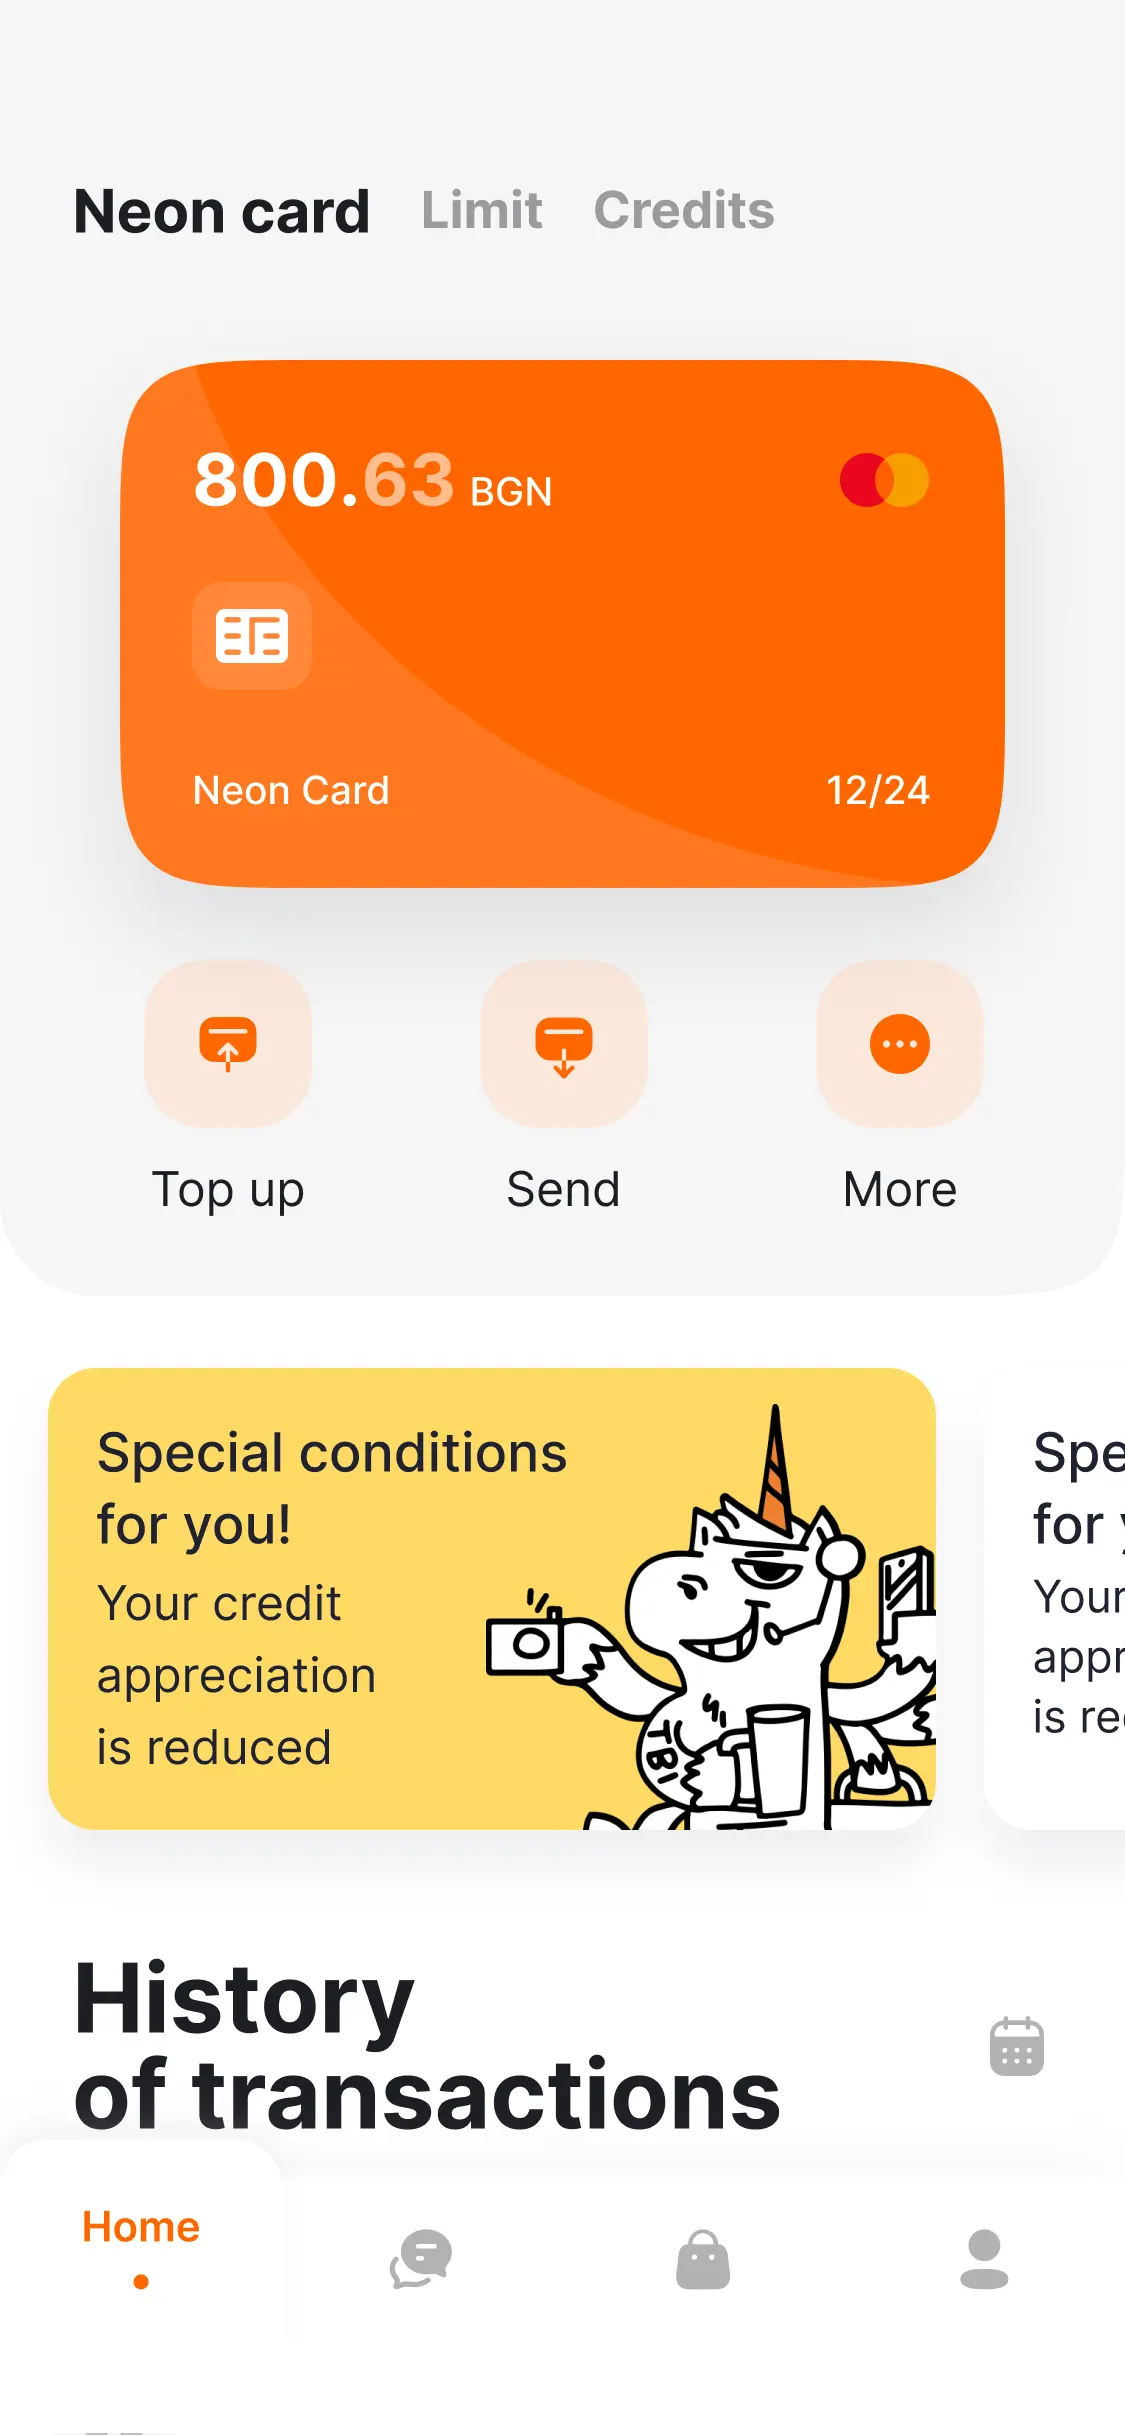 Neon card Limit Credits
800.63 BGN
Neon Card 12/24
Top up Send More
Special conditions
for you!
Your credit
appreciation
is reduced
TBI
Spe
for
Your
appr
is re
History
of transactions
Home